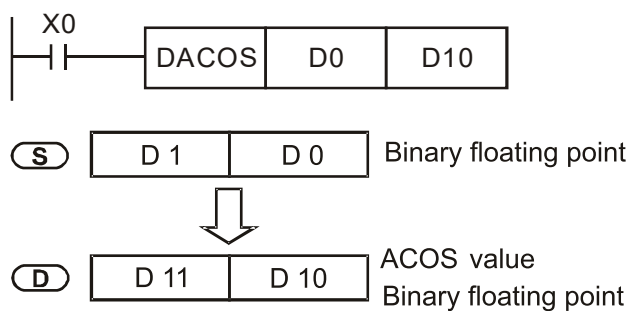 X0
DACOS D0 D10
S D 1 D 0 Binary floating point
ACOS value
D D 11 D 10
Binary floating point